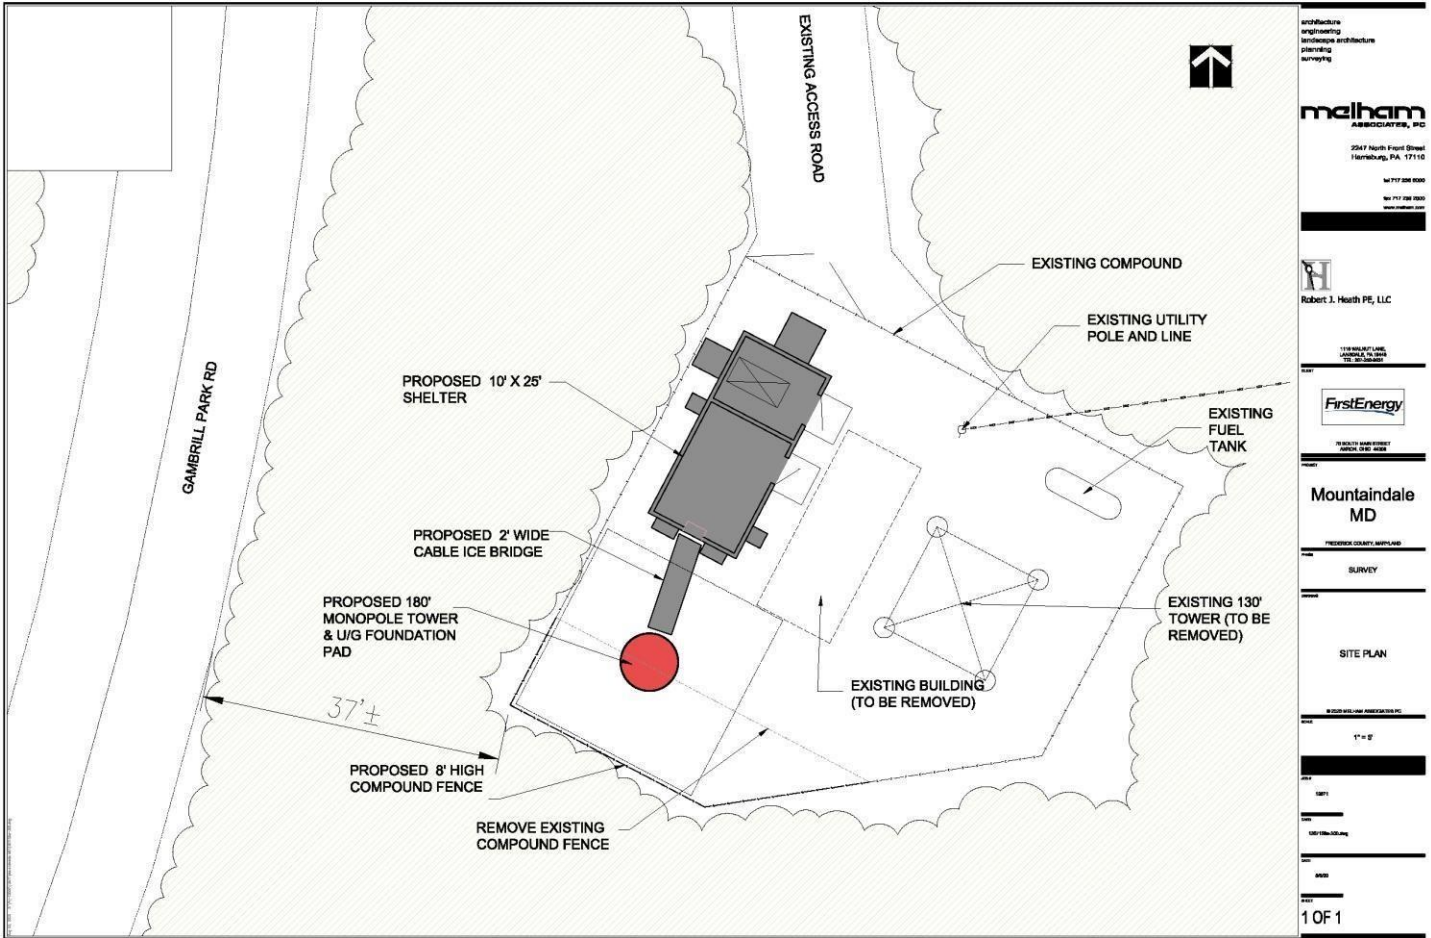 EXISTING ACCESS ROAD
EXISTING COMPOUND
EXISTING UTILITY
POLE AND LINE
EXISTING
FUEL
TANK
GAMBRILL PARK RD
PROPOSED 10' X 25'
SHELTER
PROPOSED 2' WIDE
CABLE ICE BRIDGE
PROPOSED 180'
MONOPOLE TOWER
& U/G FOUNDATION
PAD
37'±
PROPOSED 8' HIGH
COMPOUND FENCE
REMOVE EXISTING
COMPOUND FENCE
EXISTING BUILDING
(TO BE REMOVED)
EXISTING 130'
TOWER (TO BE
REMOVED)
architecture
engineering
landscape architecture
planning
surveying
melham
ASSOCIATES, PC
2247 North Front Street
Harrisburg, PA 17110
www.melham.com
H
Robert J. Heath PE, LLC
FirstEnergy
Mountaindale
MD
FREDERICK COUNTY, MARYLAND
SURVEY
SITE PLAN
1 OF 1